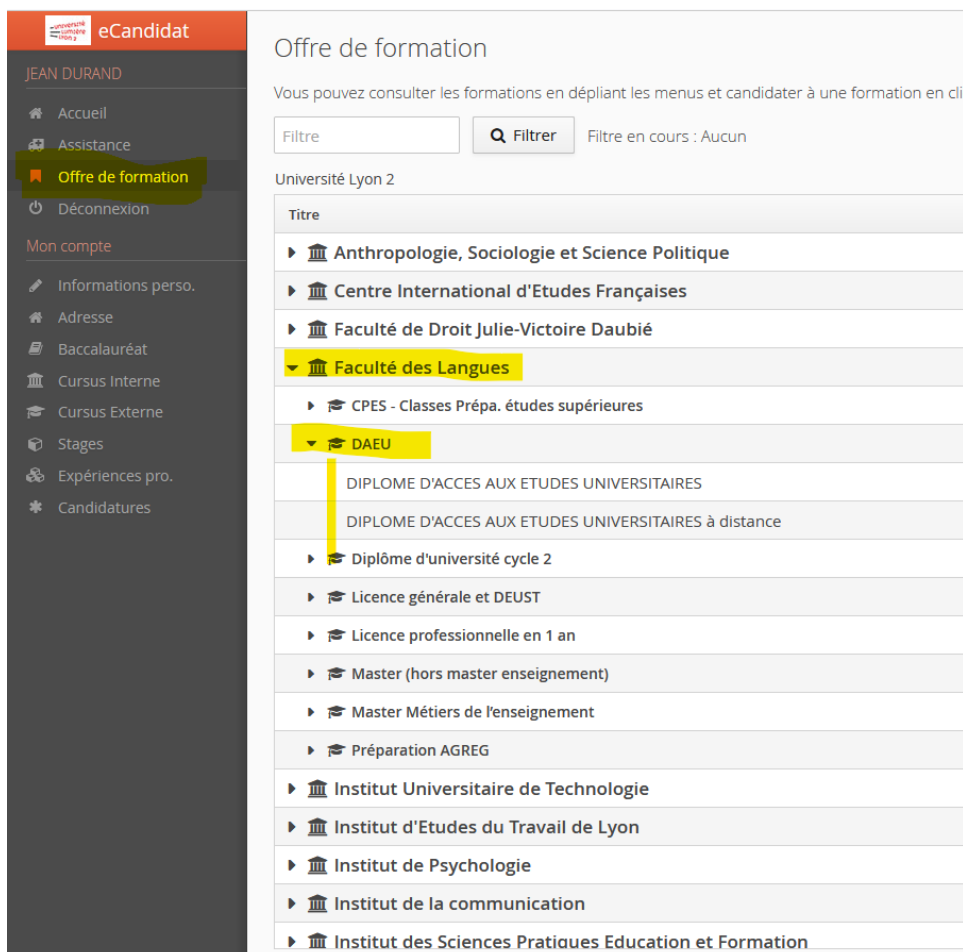 UNIVERSITÉ
LUMIÈRE
LYON 2
eCandidat
JEAN DURAND
Accueil
Assistance
Offre de formation
Déconnexion
Mon compte
Informations perso.
Adresse
Baccalauréat
Cursus Interne
Cursus Externe
Stages
Expériences pro.
Candidatures
Offre de formation
Vous pouvez consulter les formations en dépliant les menus et candidater à une formation en cli
Filtre
Filtrer
Filtre en cours : Aucun
Université Lyon 2
Titre
Anthropologie, Sociologie et Science Politique
Centre International d'Etudes Françaises
Faculté de Droit Julie-Victoire Daubié
Faculté des Langues
CPES - Classes Prépa. études supérieures
DAEU
DIPLOME D'ACCES AUX ETUDES UNIVERSITAIRES
DIPLOME D'ACCES AUX ETUDES UNIVERSITAIRES à distance
Diplôme d'université cycle 2
Licence générale et DEUST
Licence professionnelle en 1 an
Master (hors master enseignement)
Master Métiers de l'enseignement
Préparation AGREG
Institut Universitaire de Technologie
Institut d'Etudes du Travail de Lyon
Institut de Psychologie
Institut de la communication
Institut des Sciences Pratiques Education et Formation